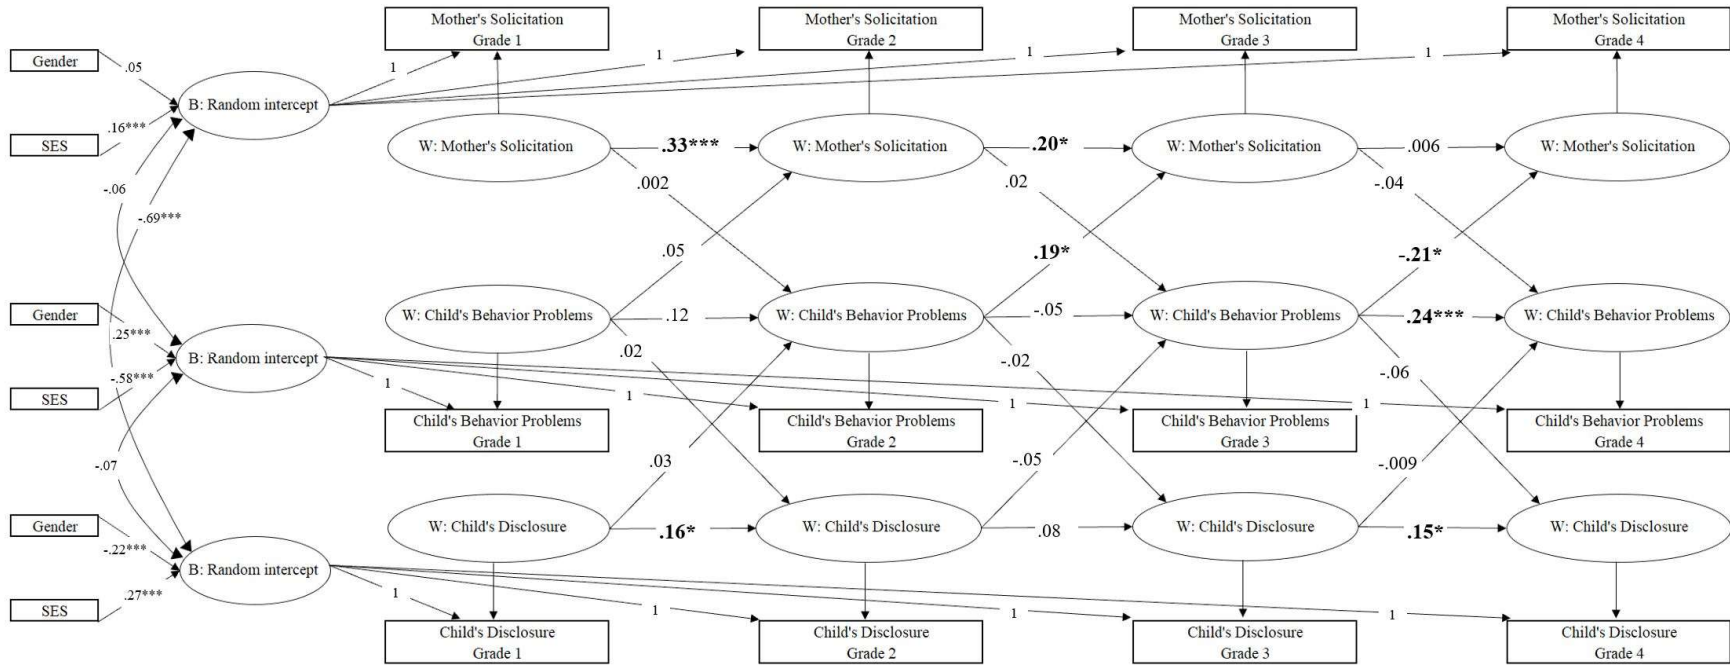 Mother's Solicitation
Grade 1
Mother's Solicitation
Grade 2
Mother's Solicitation
Grade 3
Mother's Solicitation
Grade 4
Gender
.05
1
1
1
1
B: Random intercept
.16***
SES
W: Mother's Solicitation
.33***
W: Mother's Solicitation
.20*
W: Mother's Solicitation
.006
W: Mother's Solicitation
-.06
.002
.02
-.04
-.69***
.05
.19*
-.21*
Gender
.25***
W: Child's Behavior Problems
.12
W: Child's Behavior Problems
-.05
W: Child's Behavior Problems
.24***
W: Child's Behavior Problems
B: Random intercept
.02
-.02
-.06
-.58***
SES
1
1
1
1
Child's Behavior Problems
Grade 1
Child's Behavior Problems
Grade 2
Child's Behavior Problems
Grade 3
Child's Behavior Problems
Grade 4
-.07
.03
-.05
-.009
Gender
-.22***
W: Child's Disclosure
.16*
W: Child's Disclosure
.08
W: Child's Disclosure
.15*
W: Child's Disclosure
B: Random intercept
.27***
SES
1
1
1
1
Child's Disclosure
Grade 1
Child's Disclosure
Grade 2
Child's Disclosure
Grade 3
Child's Disclosure
Grade 4